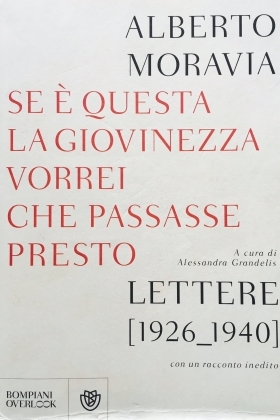 ALBERTO
MORAVIA
SE È QUESTA
LA GIOVINEZZA
VORREI
CHE PASSASSE
PRESTO
A cura di
Alessandra Grandelis
LETTERE
[1926_1940]
con un racconto inedito
BOMPIANI
OVERLOOK